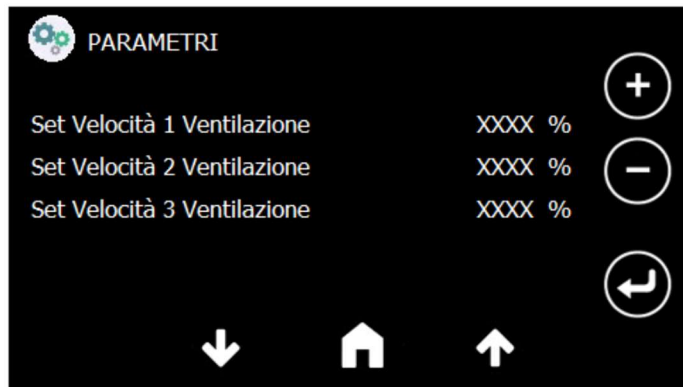 PARAMETRI
Set Velocità 1 Ventilazione XXXX %
Set Velocità 2 Ventilazione XXXX %
Set Velocità 3 Ventilazione XXXX %